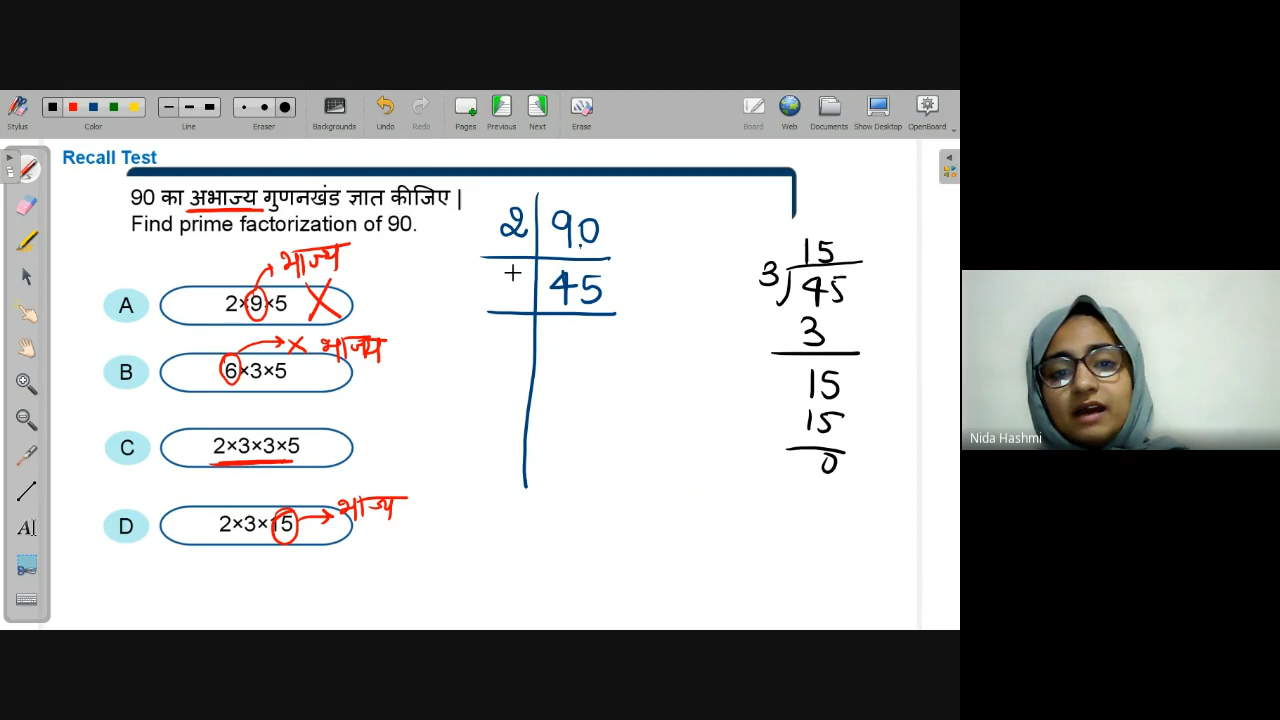 Stylus
Color
Line
Eraser
Backgrounds
Undo
Redo
Pages
Previous
Next
Erase
Board
Web
Documents
Show Desktop
OpenBoard
Recall Test
90 का अभाज्य गुणनखंड ज्ञात कीजिए |
Find prime factorization of 90.
भाज्य
A 2×9×5 X
x भाज्य
B 6×3×5
C 2×3×3×5
D 2×3×15 भाज्य
2 90
45
15
3 45
3
15
15
0
Nida Hashmi